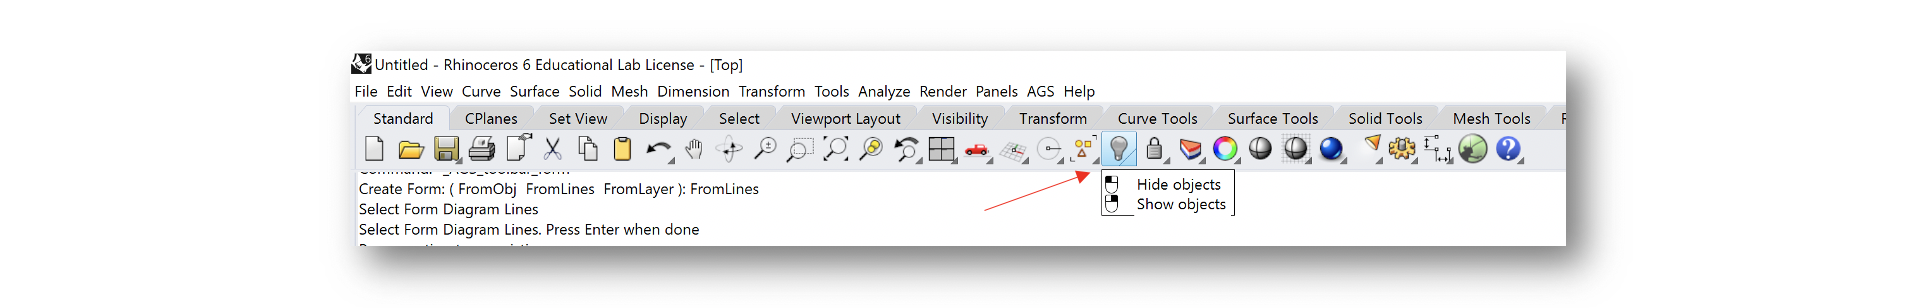 Untitled - Rhinoceros 6 Educational Lab License - [Top]
File Edit View Curve Surface Solid Mesh Dimension Transform Tools Analyze Render Panels AGS Help
Standard CPlanes Set View Display Select Viewport Layout Visibility Transform Curve Tools Surface Tools Solid Tools Mesh Tools
Hide objects
Show objects
Create Form: ( FromObj FromLines FromLayer ): FromLines
Select Form Diagram Lines
Select Form Diagram Lines. Press Enter when done